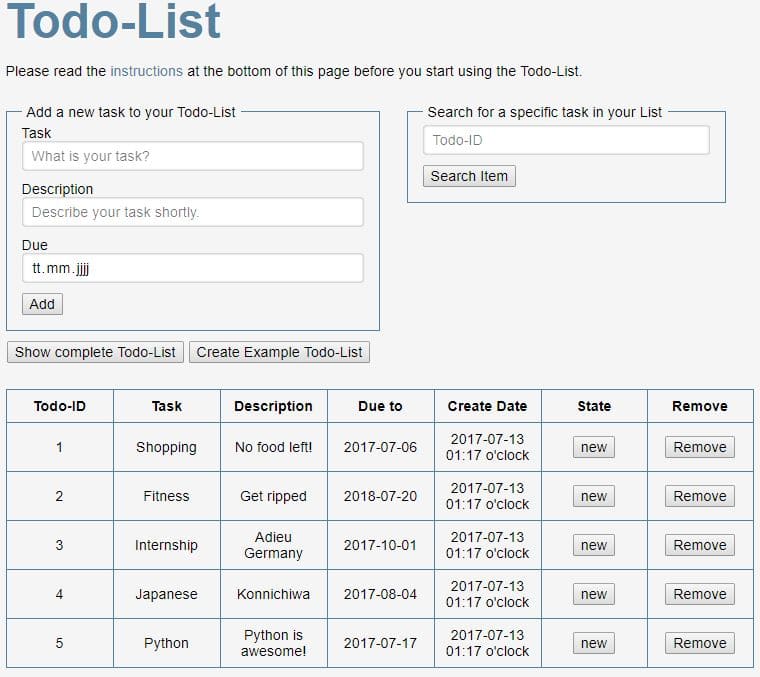 Todo-List
Please read the instructions at the bottom of this page before you start using the Todo-List.
Add a new task to your Todo-List
Task
What is your task?
Description
Describe your task shortly.
Due
tt.mm.jjjj
Add
Search for a specific task in your List
Todo-ID
Search Item
Show complete Todo-List Create Example Todo-List
Todo-ID Task Description Due to Create Date State Remove
1 Shopping No food left! 2017-07-06 2017-07-13
01:17 o'clock new Remove
2 Fitness Get ripped 2018-07-20 2017-07-13
01:17 o'clock new Remove
3 Internship Adieu
Germany 2017-10-01 2017-07-13
01:17 o'clock new Remove
4 Japanese Konnichiwa 2017-08-04 2017-07-13
01:17 o'clock new Remove
5 Python Python is
awesome! 2017-07-17 2017-07-13
01:17 o'clock new Remove